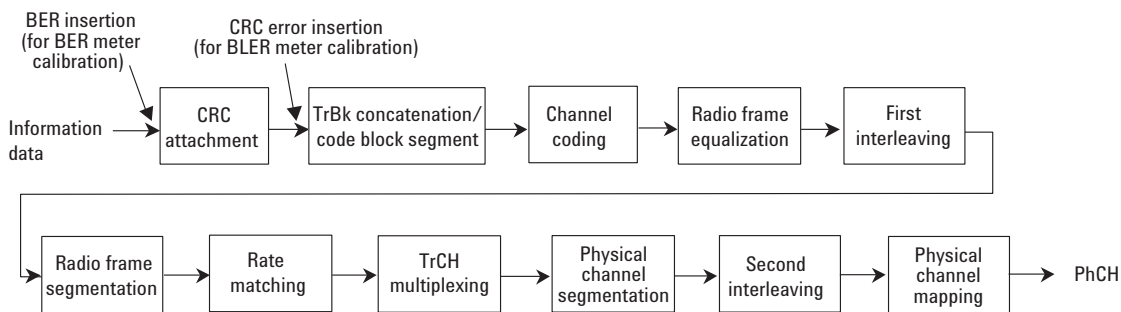 BER insertion
(for BER meter
calibration)
CRC error insertion
(for BLER meter calibration)
Information
data
CRC
attachment
TrBk concatenation/
code block segment
Channel
coding
Radio frame
equalization
First
interleaving
Radio frame
segmentation
Rate
matching
TrCH
multiplexing
Physical
channel
segmentation
Second
interleaving
Physical
channel
mapping
PhCH